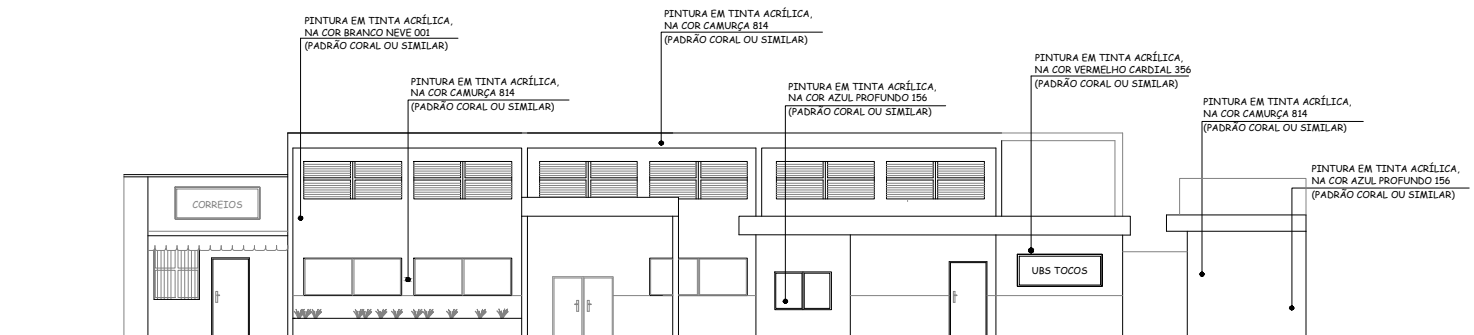 PINTURA EM TINTA ACRÍLICA,
NA COR BRANCO NEVE 001
(PADRÃO CORAL OU SIMILAR)
PINTURA EM TINTA ACRÍLICA,
NA COR CAMURÇA 814
(PADRÃO CORAL OU SIMILAR)
PINTURA EM TINTA ACRÍLICA,
NA COR CAMURÇA 814
(PADRÃO CORAL OU SIMILAR)
PINTURA EM TINTA ACRÍLICA,
NA COR AZUL PROFUNDO 156
(PADRÃO CORAL OU SIMILAR)
PINTURA EM TINTA ACRÍLICA,
NA COR VERMELHO CARDIAL 356
(PADRÃO CORAL OU SIMILAR)
PINTURA EM TINTA ACRÍLICA,
NA COR CAMURÇA 814
(PADRÃO CORAL OU SIMILAR)
PINTURA EM TINTA ACRÍLICA,
NA COR AZUL PROFUNDO 156
(PADRÃO CORAL OU SIMILAR)
CORREIOS
UBS TOCOS